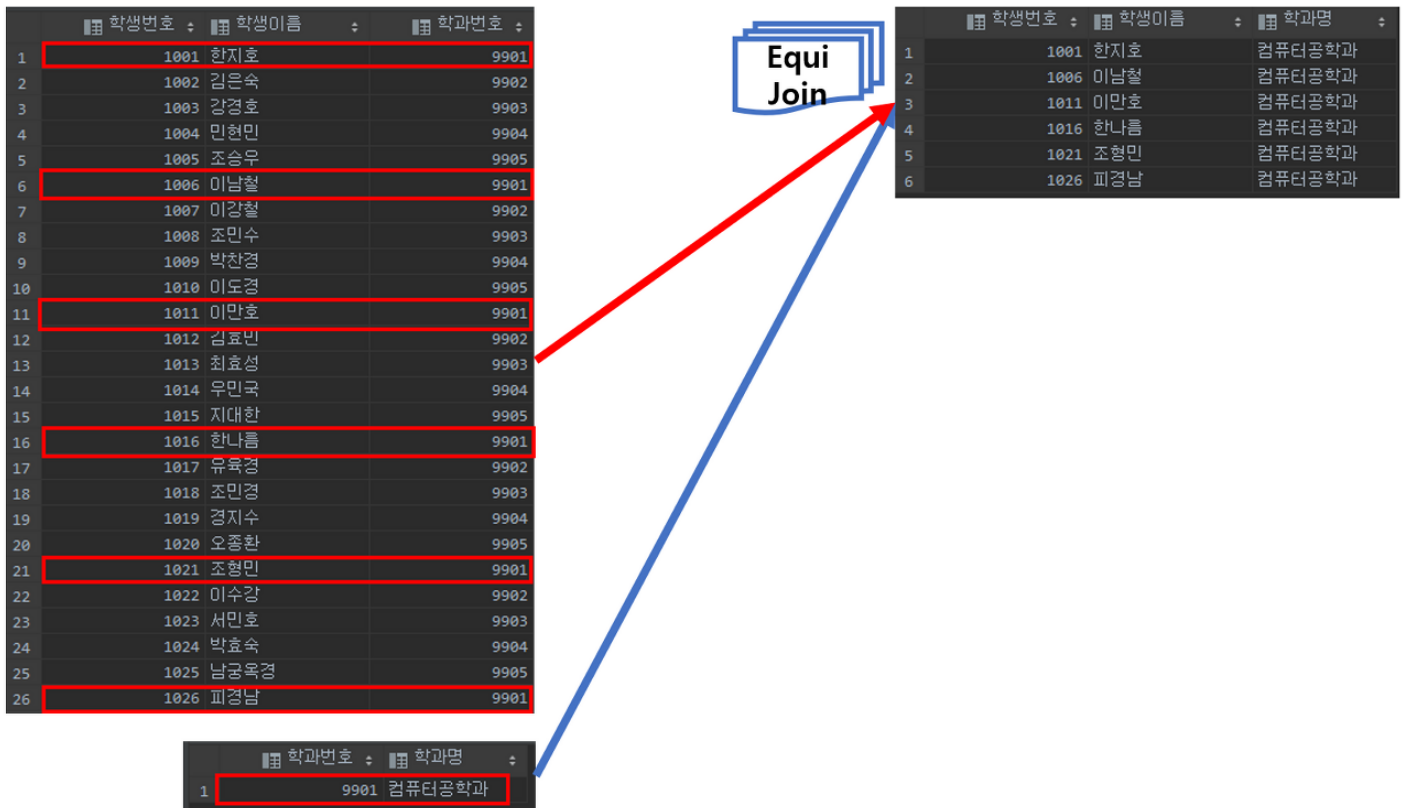 학생번호 학생이름 학과번호
1 1001 한지호 9901
2 1002 김은숙 9902
3 1003 강경호 9903
4 1004 민현민 9904
5 1005 조승우 9905
6 1006 이남철 9901
7 1007 이강철 9902
8 1008 조민수 9903
9 1009 박찬경 9904
10 1010 이도경 9905
11 1011 이만호 9901
12 1012 김효민 9902
13 1013 최효성 9903
14 1014 우민국 9904
15 1015 지대한 9905
16 1016 한나름 9901
17 1017 유육경 9902
18 1018 조민경 9903
19 1019 경지수 9904
20 1020 오종환 9905
21 1021 조형민 9901
22 1022 이수강 9902
23 1023 서민호 9903
24 1024 박효숙 9904
25 1025 남궁옥경 9905
26 1026 피경남 9901
학과번호 학과명
1 9901 컴퓨터공학과
Equi
Join
학생번호 학생이름 학과명
1 1001 한지호 컴퓨터공학과
2 1006 이남철 컴퓨터공학과
3 1011 이만호 컴퓨터공학과
4 1016 한나름 컴퓨터공학과
5 1021 조형민 컴퓨터공학과
6 1026 피경남 컴퓨터공학과